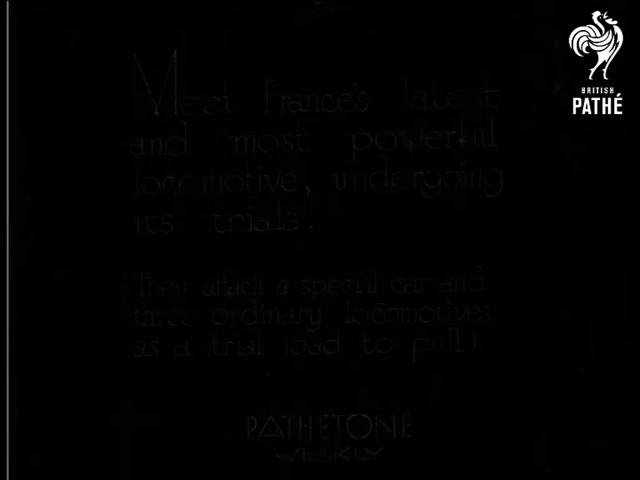 BRITISH
PATHÉ
Meet France's latest
and most powerful
locomotive, undergoing
its trials.
(They attach a special car and
three ordinary locomotives
as a trial load to pull)
PATHETONE
WEEKLY